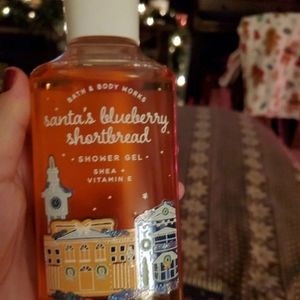 BATH & BODY WORKS
santa's blueberry
shortbread
- SHOWER GEL -
SHEA +
VITAMIN E